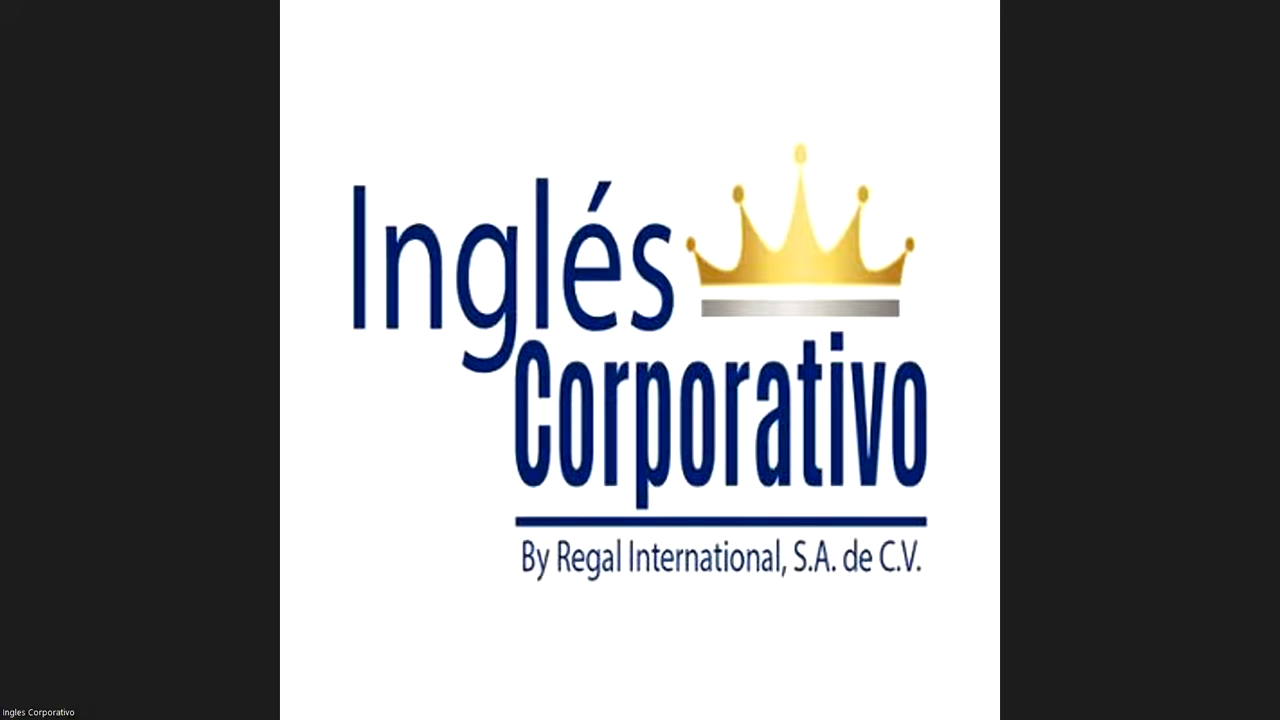 Inglés
Corporativo
By Regal International, S.A. de C.V.
Ingles Corporativo